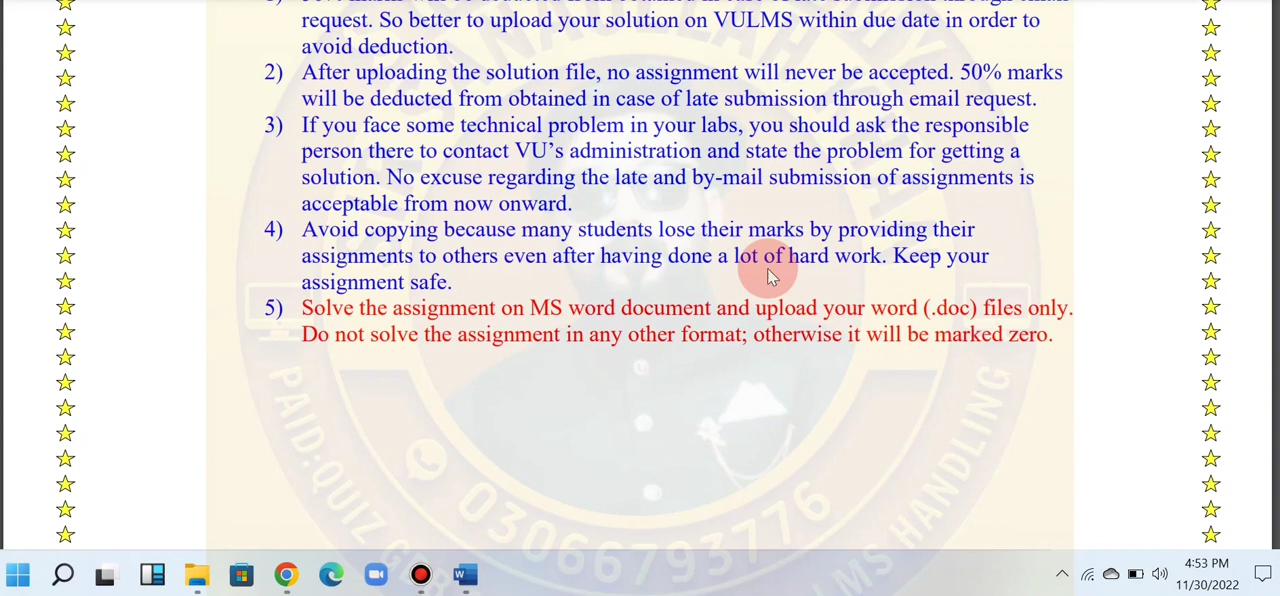 request. So better to upload your solution on VULMS within due date in order to
avoid deduction.
2) After uploading the solution file, no assignment will never be accepted. 50% marks
will be deducted from obtained in case of late submission through email request.
3) If you face some technical problem in your labs, you should ask the responsible
person there to contact VU’s administration and state the problem for getting a
solution. No excuse regarding the late and by-mail submission of assignments is
acceptable from now onward.
4) Avoid copying because many students lose their marks by providing their
assignments to others even after having done a lot of hard work. Keep your
assignment safe.
5) Solve the assignment on MS word document and upload your word (.doc) files only.
Do not solve the assignment in any other format; otherwise it will be marked zero.
PAID:QUIZ
03066793776
LMS HANDLING
4:53 PM
11/30/2022